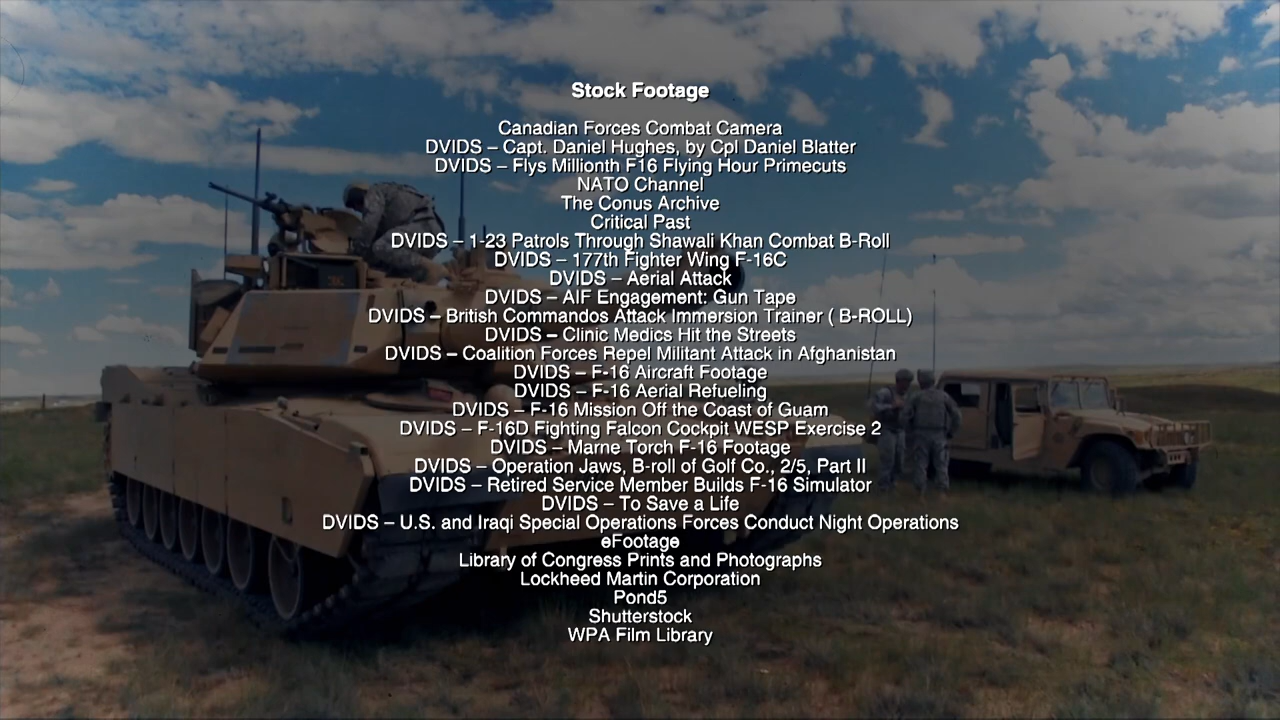 Stock Footage
Canadian Forces Combat Camera
DVIDS – Capt. Daniel Hughes, by Cpl Daniel Blatter
DVIDS – Flys Millionth F16 Flying Hour Primecuts
NATO Channel
The Conus Archive
Critical Past
DVIDS – 1-23 Patrols Through Shawali Khan Combat B-Roll
DVIDS – 177th Fighter Wing F-16C
DVIDS – Aerial Attack
DVIDS – AIF Engagement: Gun Tape
DVIDS – British Commandos Attack Immersion Trainer ( B-ROLL)
DVIDS – Clinic Medics Hit the Streets
DVIDS – Coalition Forces Repel Militant Attack in Afghanistan
DVIDS – F-16 Aircraft Footage
DVIDS – F-16 Aerial Refueling
DVIDS – F-16 Mission Off the Coast of Guam
DVIDS – F-16D Fighting Falcon Cockpit WESP Exercise 2
DVIDS – Marne Torch F-16 Footage
DVIDS – Operation Jaws, B-roll of Golf Co., 2/5, Part II
DVIDS – Retired Service Member Builds F-16 Simulator
DVIDS – To Save a Life
DVIDS – U.S. and Iraqi Special Operations Forces Conduct Night Operations
eFootage
Library of Congress Prints and Photographs
Lockheed Martin Corporation
Pond5
Shutterstock
WPA Film Library